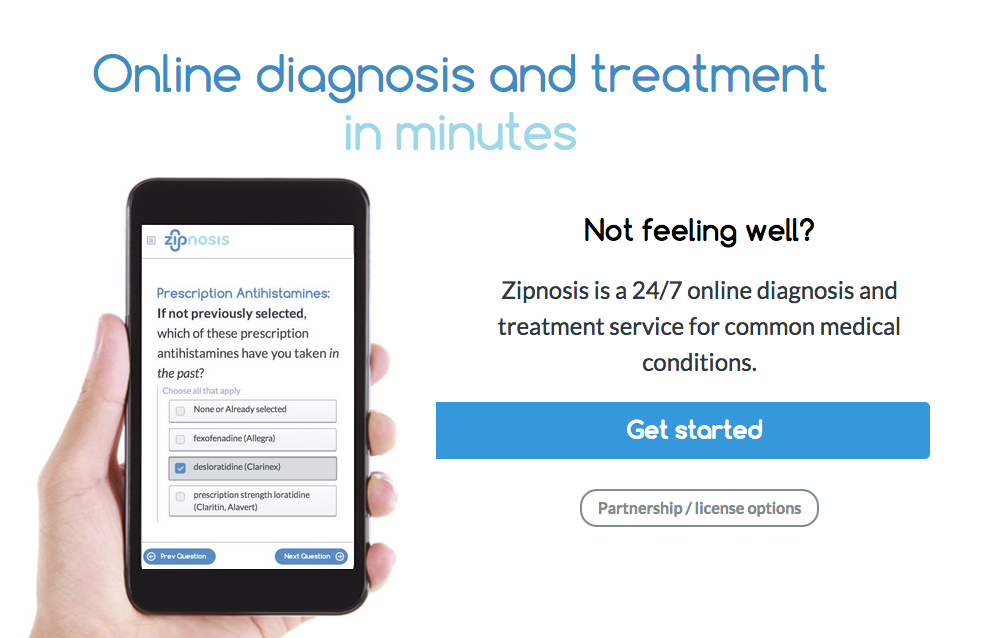 Online diagnosis and treatment
in minutes
zipnosis
Prescription Antihistamines:
If not previously selected,
which of these prescription
antihistamines have you taken in
the past?
Choose all that apply
None or Already selected
fexofenadine (Allegra)
desloratidine (Clarinex)
prescription strength loratidine
(Claritin, Alavert)
Prev Question
Next Question
Not feeling well?
Zipnosis is a 24/7 online diagnosis and
treatment service for common medical
conditions.
Get started
Partnership / license options